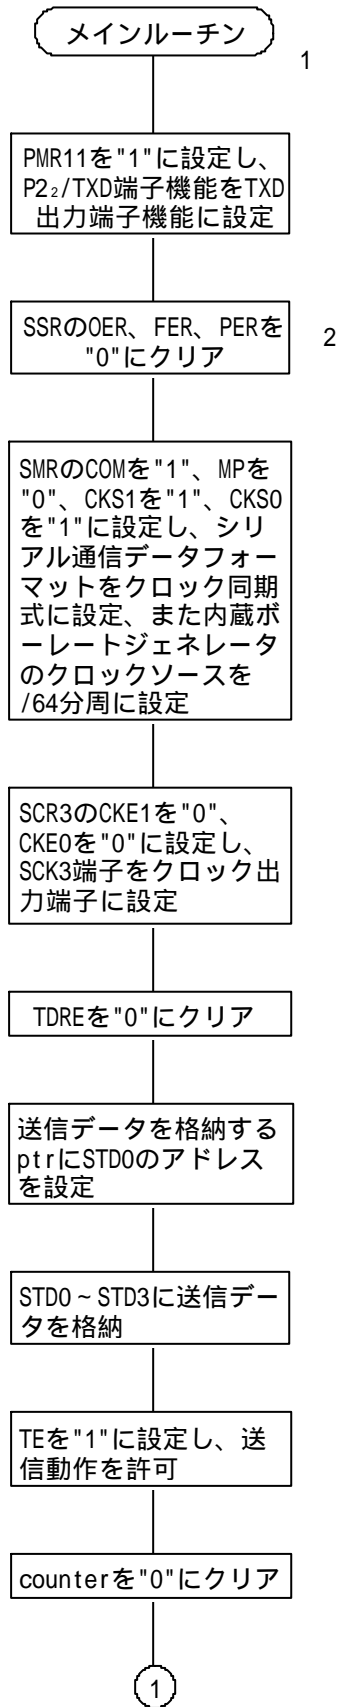 メインルーチン
1
PMR11を"1"に設定し、
P2₂/TXD端子機能をTXD
出力端子機能に設定
SSRのOER、FER、PERを
"0"にクリア
2
SMRのCOMを"1"、MPを
"0"、CKS1を"1"、CKS0
を"1"に設定し、シリ
アル通信データフォー
マットをクロック同期
式に設定、また内蔵ボ
ーレートジェネレータ
のクロックソースを
/64分周に設定
SCR3のCKE1を"0"、
CKE0を"0"に設定し、
SCK3端子をクロック出
力端子に設定
TDREを"0"にクリア
送信データを格納する
ptrにSTD0のアドレス
を設定
STD0~STD3に送信デー
タを格納
TEを"1"に設定し、送
信動作を許可
counterを"0"にクリア
1